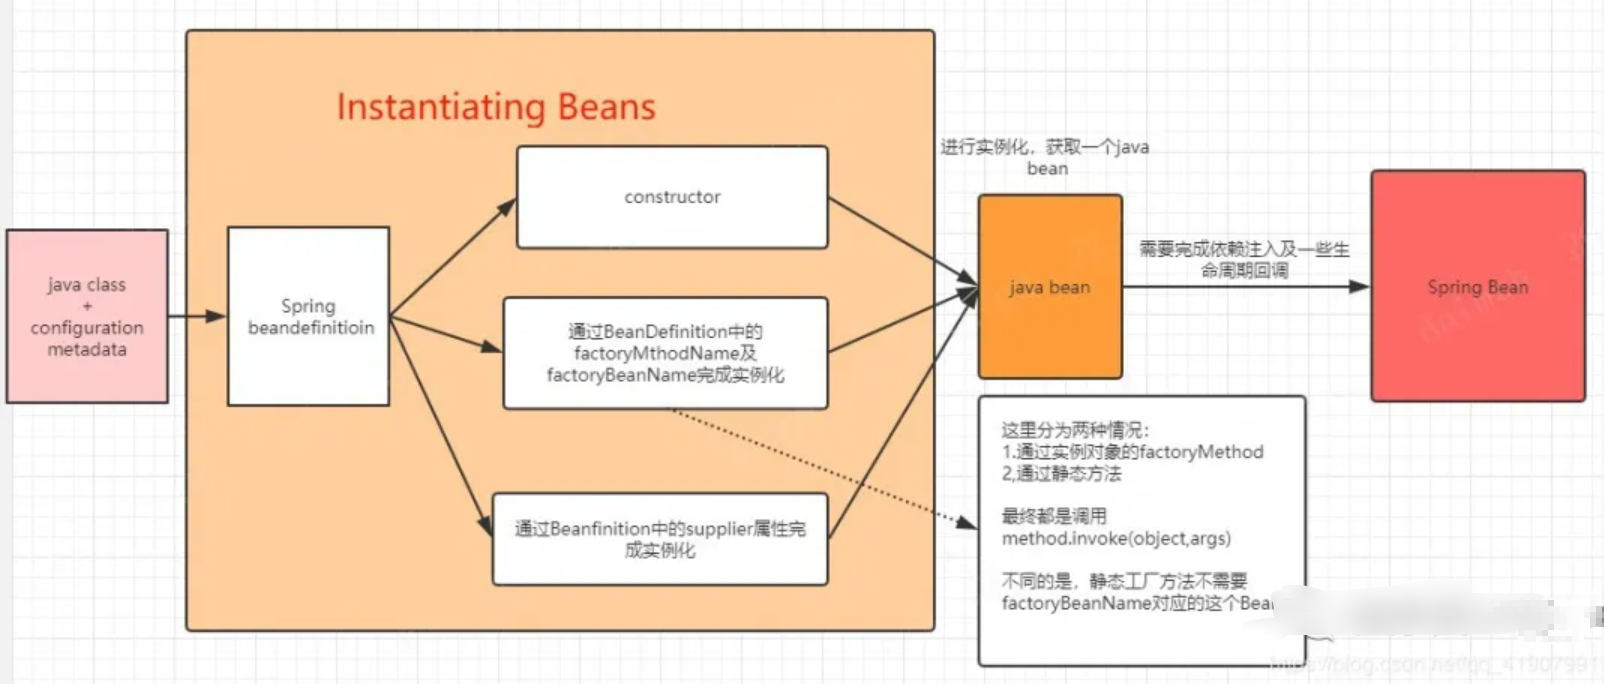 Instantiating Beans
java class
+
configuration
metadata
Spring
beandefinitioin
constructor
通过BeanDefinition中的
factoryMthodName及
factoryBeanName完成实例化
通过Beanfinition中的supplier属性完
成实例化
进行实例化，获取一个java
bean
java bean
需要完成依赖注入及一些生
命周期回调
Spring Bean
这里分为两种情况：
1.通过实例对象的factoryMethod
2,通过静态方法
最终都是调用
method.invoke(object,args)
不同的是，静态工厂方法不需要
factoryBeanName对应的这个Bean
https://blog.csdn.net/qq_41907991